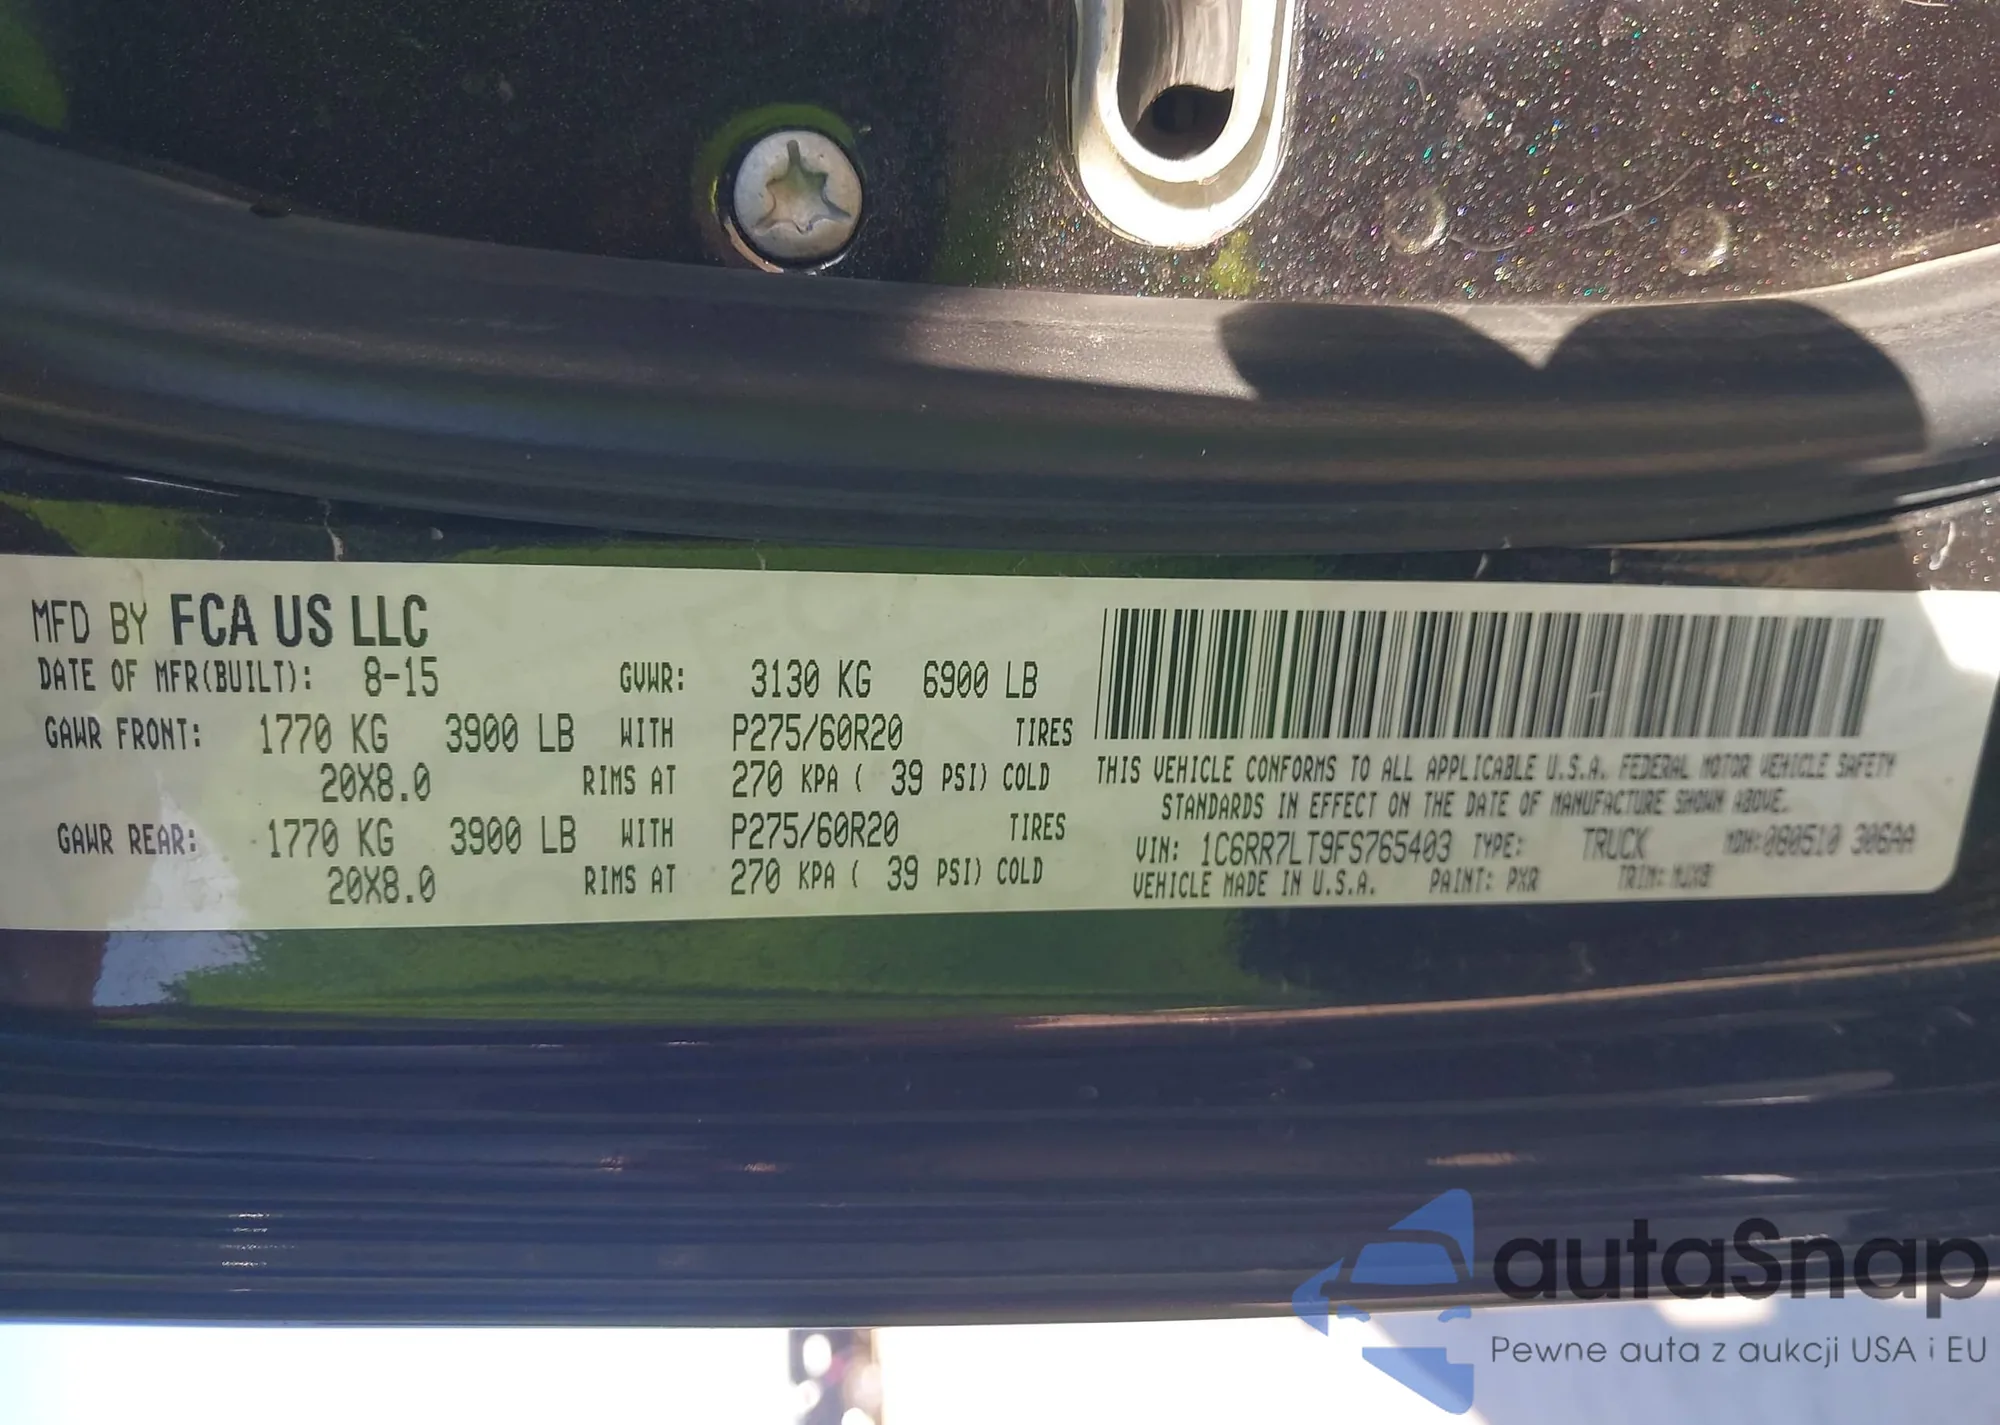 MFD BY FCA US LLC
DATE OF MFR(BUILT): 8-15 GVWR: 3130 KG 6900 LB
GAWR FRONT: 1770 KG 3900 LB WITH P275/60R20 TIRES
20X8.0 RIMS AT 270 KPA ( 39 PSI) COLD
GAWR REAR: 1770 KG 3900 LB WITH P275/60R20 TIRES
20X8.0 RIMS AT 270 KPA ( 39 PSI) COLD
THIS VEHICLE CONFORMS TO ALL APPLICABLE U.S.A. FEDERAL MOTOR VEHICLE SAFETY
STANDARDS IN EFFECT ON THE DATE OF MANUFACTURE SHOWN ABOVE.
VIN: 1C6RR7LT9FS765403 TYPE: TRUCK MDH: 080510 306AA
VEHICLE MADE IN U.S.A. PAINT: PXR TRIM:
autaSnap
Pewne auta z aukcji USA i EU